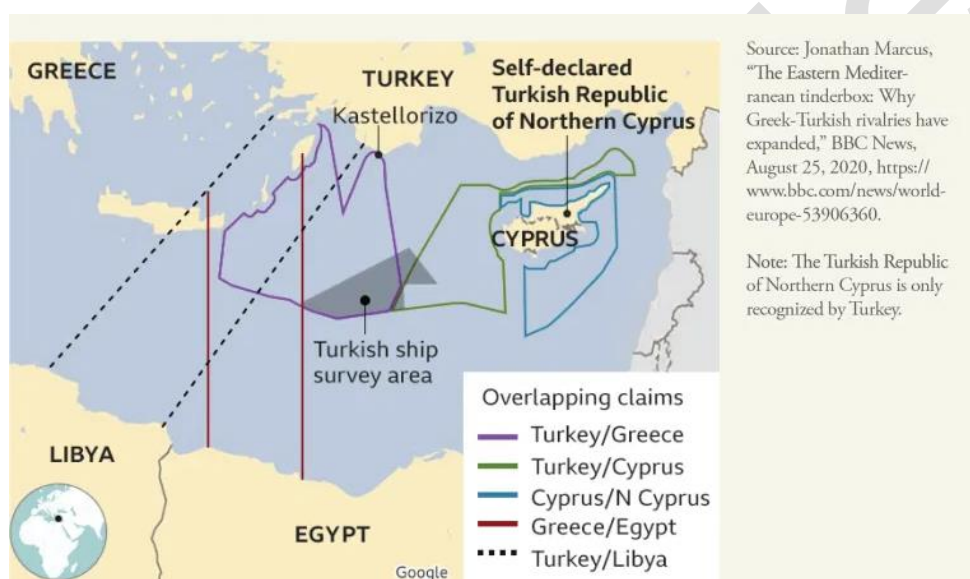 GREECE
TURKEY
Kastellorizo
Self-declared
Turkish Republic
of Northern Cyprus
CYPRUS
Turkish ship
survey area
LIBYA
EGYPT
Google
Overlapping claims
Turkey/Greece
Turkey/Cyprus
Cyprus/N Cyprus
Greece/Egypt
Turkey/Libya
Source: Jonathan Marcus,
“The Eastern Mediter-
ranean tinderbox: Why
Greek-Turkish rivalries have
expanded,” BBC News,
August 25, 2020, https://
www.bbc.com/news/world-
europe-53906360.
Note: The Turkish Republic
of Northern Cyprus is only
recognized by Turkey.